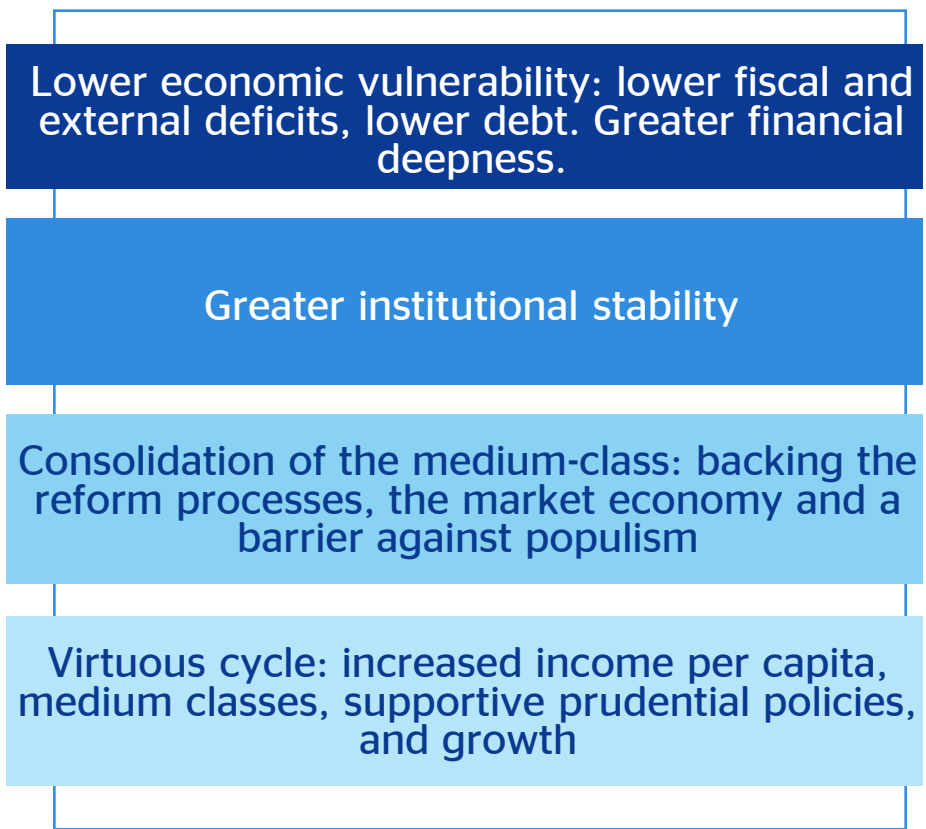 Lower economic vulnerability: lower fiscal and
external deficits, lower debt. Greater financial
deepness.
Greater institutional stability
Consolidation of the medium-class: backing the
reform processes, the market economy and a
barrier against populism
Virtuous cycle: increased income per capita,
medium classes, supportive prudential policies,
and growth